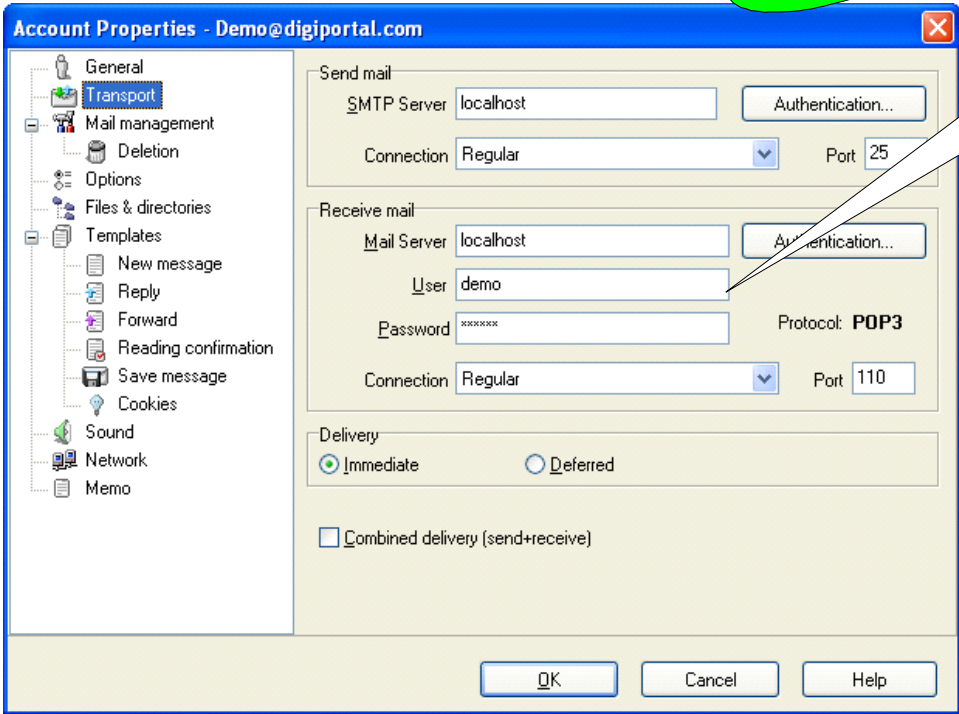 Account Properties - Demo@digiportal.com
General
Transport
Mail management
Deletion
Options
Files & directories
Templates
New message
Reply
Forward
Reading confirmation
Save message
Cookies
Sound
Network
Memo
Send mail
SMTP Server localhost Authentication...
Connection Regular Port 25
Receive mail
Mail Server localhost Authentication...
User demo
Password ****** Protocol: POP3
Connection Regular Port 110
Delivery
Immediate Deferred
Combined delivery (send+receive)
OK Cancel Help